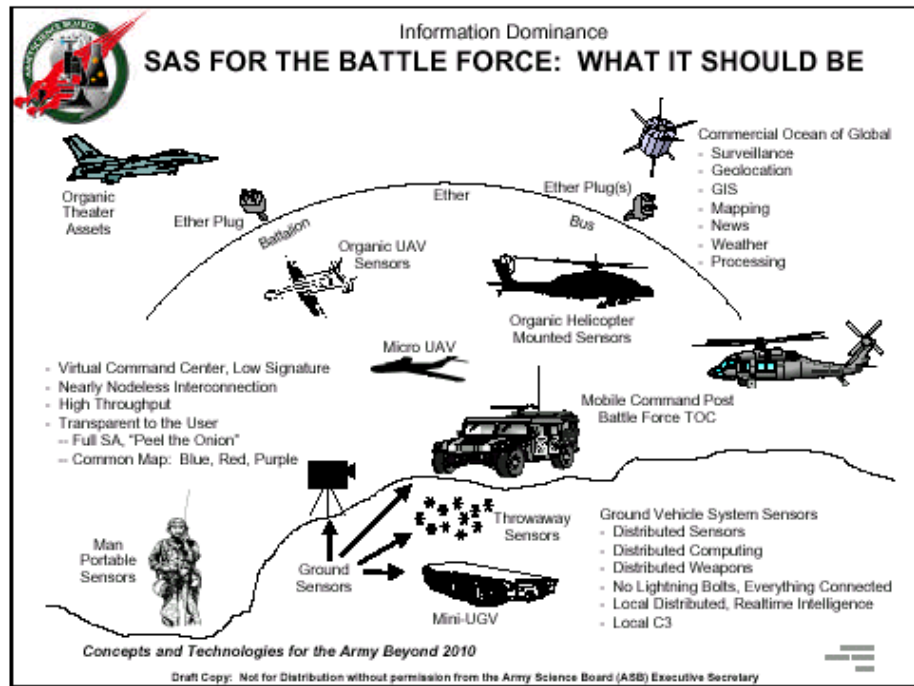 Information Dominance
SAS FOR THE BATTLE FORCE: WHAT IT SHOULD BE
ARMY SCIENCE BOARD
Organic
Theater
Assets
Ether Plug
Battalion
Ether
Ether Plug(s)
Bus
Commercial Ocean of Global
- Surveillance
- Geolocation
- GIS
- Mapping
- News
- Weather
- Processing
Organic UAV
Sensors
Organic Helicopter
Mounted Sensors
Micro UAV
- Virtual Command Center, Low Signature
- Nearly Nodeless Interconnection
- High Throughput
- Transparent to the User
-- Full SA, "Peel the Onion"
-- Common Map: Blue, Red, Purple
Mobile Command Post
Battle Force TOC
Man
Portable
Sensors
Ground
Sensors
Throwaway
Sensors
Mini-UGV
Ground Vehicle System Sensors
- Distributed Sensors
- Distributed Computing
- Distributed Weapons
- No Lightning Bolts, Everything Connected
- Local Distributed, Realtime Intelligence
- Local C3
Concepts and Technologies for the Army Beyond 2010
Draft Copy: Not for Distribution without permission from the Army Science Board (ASB) Executive Secretary